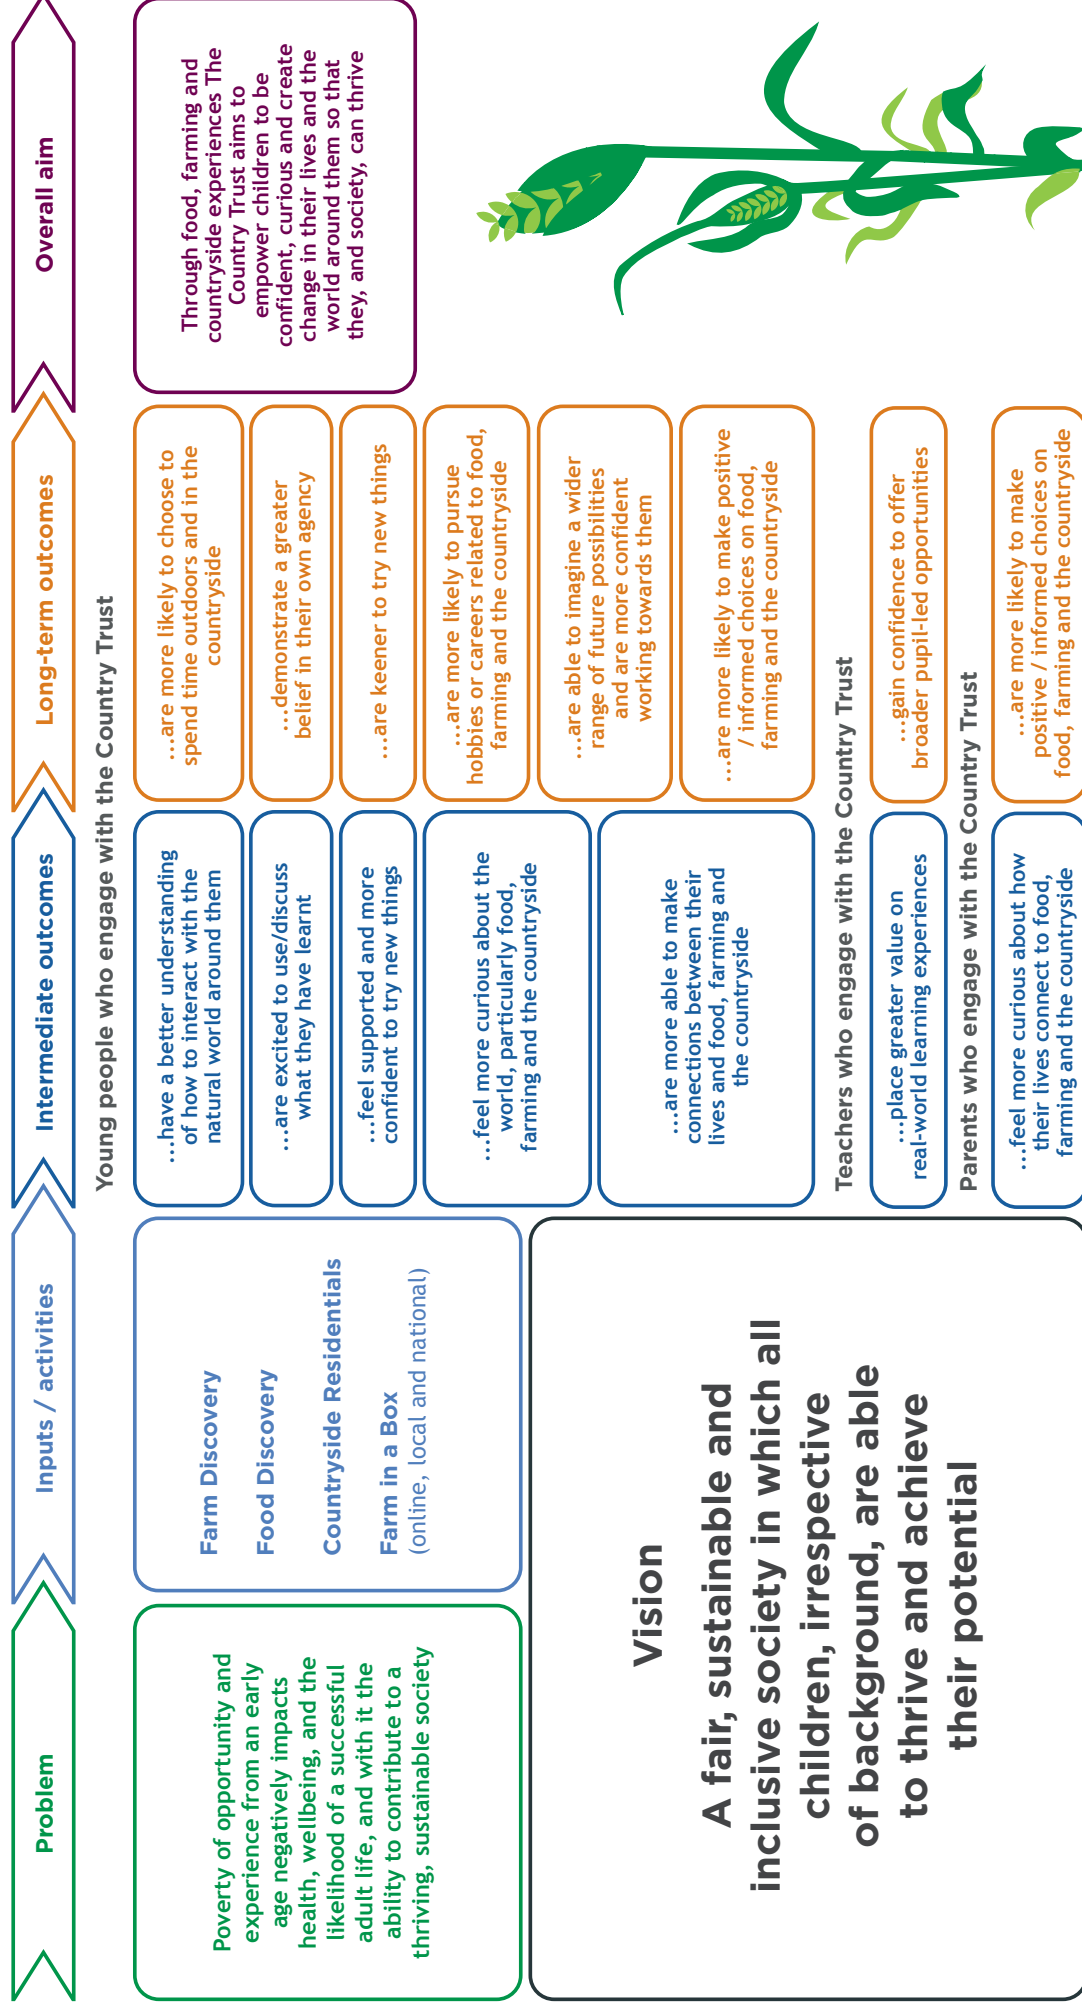 Problem
Inputs / activities
Intermediate outcomes
Long-term outcomes
Overall aim
Poverty of opportunity and
experience from an early
age negatively impacts
health, wellbeing, and the
likelihood of a successful
adult life, and with it the
ability to contribute to a
thriving, sustainable society
Farm Discovery
Food Discovery
Countryside Residentials
Farm in a Box
(online, local and national)
Vision
A fair, sustainable and
inclusive society in which all
children, irrespective
of background, are able
to thrive and achieve
their potential
Young people who engage with the Country Trust
...have a better understanding
of how to interact with the
natural world around them
...are more likely to choose to
spend time outdoors and in the
countryside
...are excited to use/discuss
what they have learnt
...demonstrate a greater
belief in their own agency
...feel supported and more
confident to try new things
...are keener to try new things
...feel more curious about the
world, particularly food,
farming and the countryside
...are more likely to pursue
hobbies or careers related to food,
farming and the countryside
...are able to imagine a wider
range of future possibilities
and are more confident
working towards them
...are more able to make
connections between their
lives and food, farming and
the countryside
...are more likely to make positive
/ informed choices on food,
farming and the countryside
Teachers who engage with the Country Trust
...place greater value on
real-world learning experiences
...gain confidence to offer
broader pupil-led opportunities
Parents who engage with the Country Trust
...feel more curious about how
their lives connect to food,
farming and the countryside
...are more likely to make
positive / informed choices on
food, farming and the countryside
Through food, farming and
countryside experiences The
Country Trust aims to
empower children to be
confident, curious and create
change in their lives and the
world around them so that
they, and society, can thrive